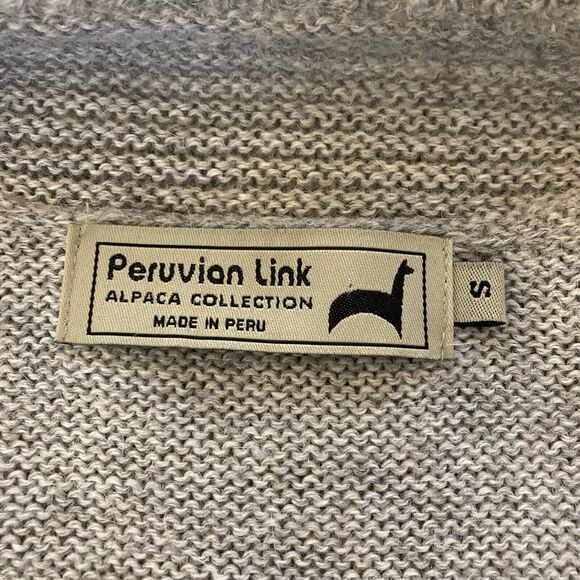 Peruvian Link
ALPACA COLLECTION
MADE IN PERU
S